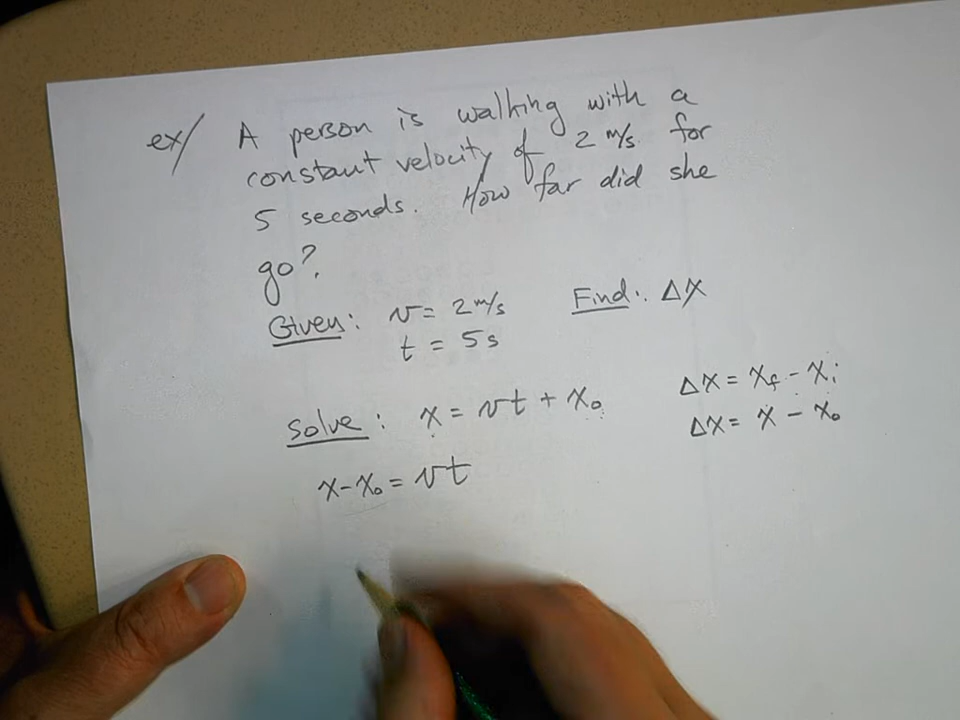 ex/ A person is walking with a
constant velocity of 2 m/s for
5 seconds. How far did she
go?
Given: v = 2 m/s Find: Δx
t = 5 s
Solve: x = vt + x₀ Δx = x_f - x_i
x - x₀ = vt Δx = x - x₀